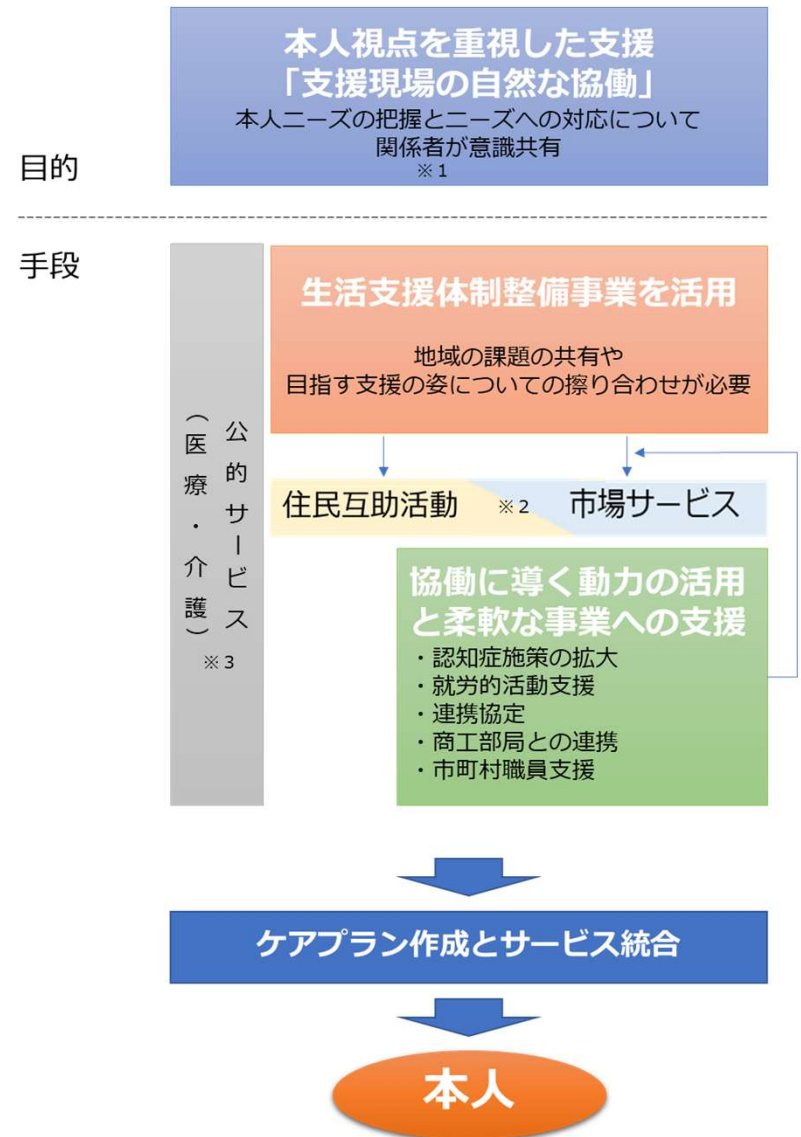 本人視点を重視した支援
「支援現場の自然な協働」
本人ニーズの把握とニーズへの対応について
関係者が意識共有
※1
目的
手段
公的サービス
（医療・介護）
※3
生活支援体制整備事業を活用
地域の課題の共有や
目指す支援の姿についての擦り合わせが必要
住民互助活動 ※2 市場サービス
協働に導く動力の活用
と柔軟な事業への支援
・認知症施策の拡大
・就労的活動支援
・連携協定
・商工部局との連携
・市町村職員支援
ケアプラン作成とサービス統合
本人